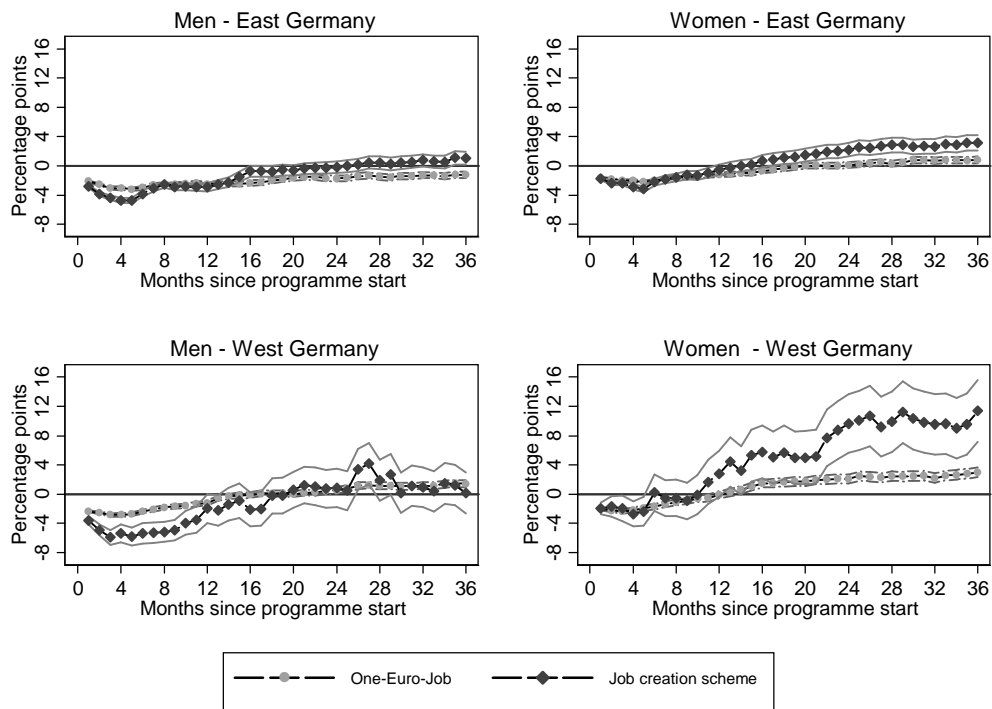 Men - East Germany
Percentage points
-8 -4 0 4 8 12 16
0 4 8 12 16 20 24 28 32 36
Months since programme start
Women - East Germany
Percentage points
-8 -4 0 4 8 12 16
0 4 8 12 16 20 24 28 32 36
Months since programme start
Men - West Germany
Percentage points
-8 -4 0 4 8 12 16
0 4 8 12 16 20 24 28 32 36
Months since programme start
Women - West Germany
Percentage points
-8 -4 0 4 8 12 16
0 4 8 12 16 20 24 28 32 36
Months since programme start
One-Euro-Job
Job creation scheme